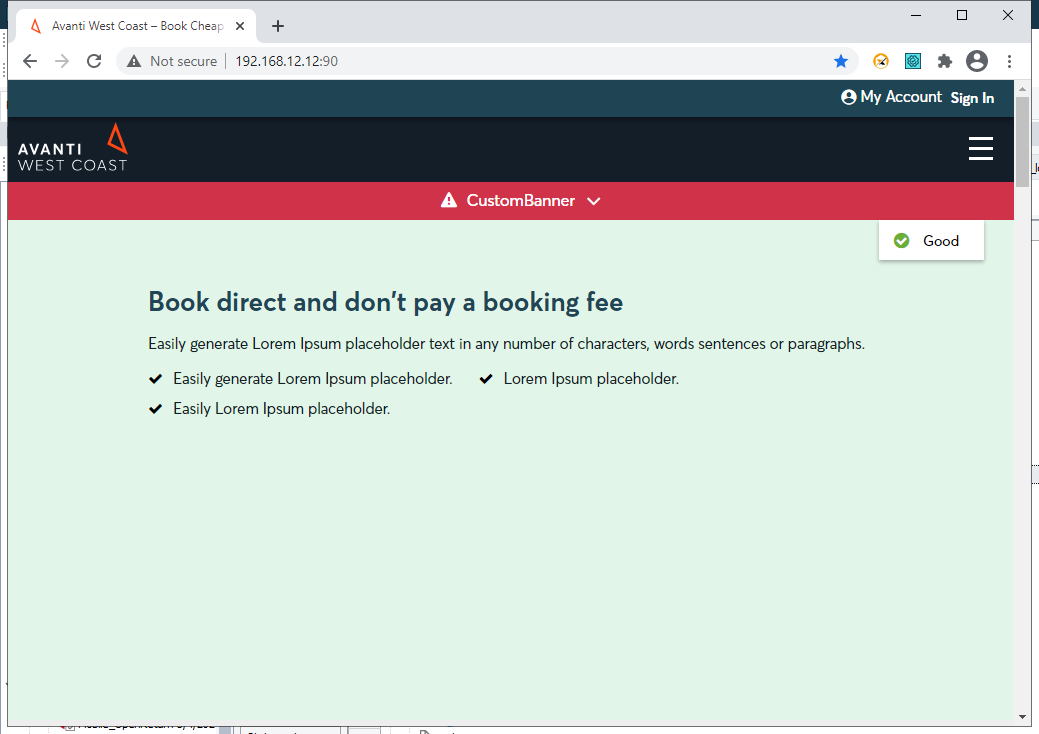 Avanti West Coast – Book Cheap
Not secure
192.168.12.12:90
My Account Sign In
AVANTI
WEST COAST
CustomBanner
Good
Book direct and don't pay a booking fee
Easily generate Lorem Ipsum placeholder text in any number of characters, words sentences or paragraphs.
Easily generate Lorem Ipsum placeholder. Lorem Ipsum placeholder.
Easily Lorem Ipsum placeholder.